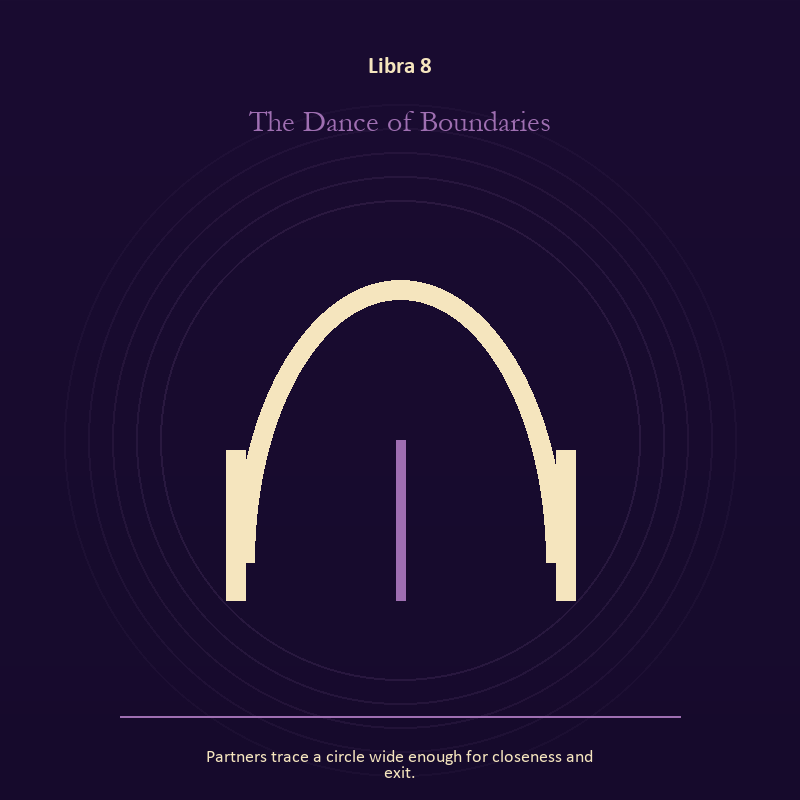 Libra 8
The Dance of Boundaries
Partners trace a circle wide enough for closeness and
exit.